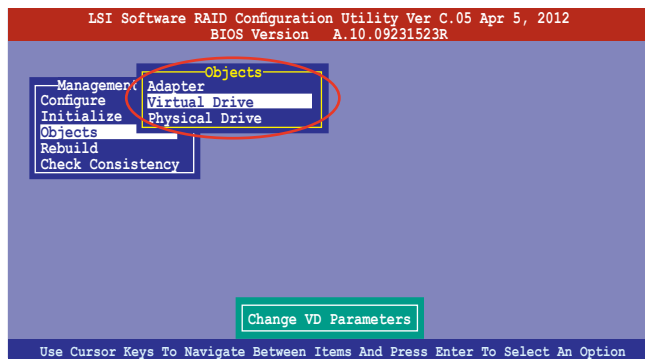 LSI Software RAID Configuration Utility Ver C.05 Apr 5, 2012
BIOS Version A.10.09231523R
Objects
Adapter
Virtual Drive
Physical Drive
Management
Configure
Initialize
Objects
Rebuild
Check Consistency
Change VD Parameters
Use Cursor Keys To Navigate Between Items And Press Enter To Select An Option